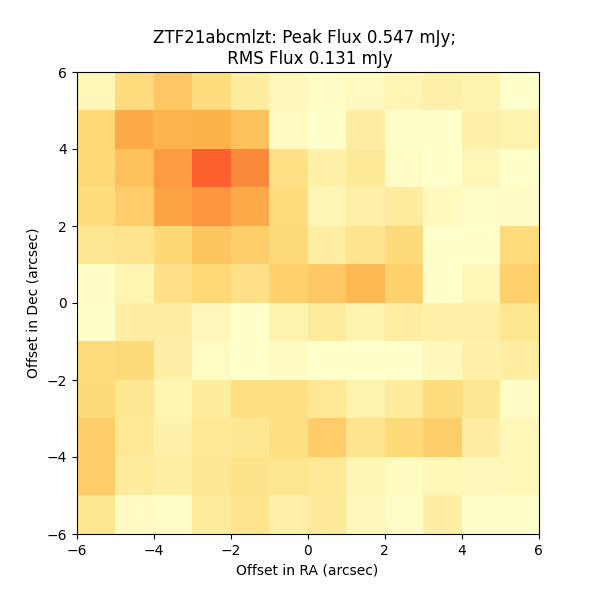 ZTF21abcmlzt: Peak Flux 0.547 mJy;
RMS Flux 0.131 mJy
6
4
2
0
−2
−4
−6
Offset in Dec (arcsec)
−6 −4 −2 0 2 4 6
Offset in RA (arcsec)